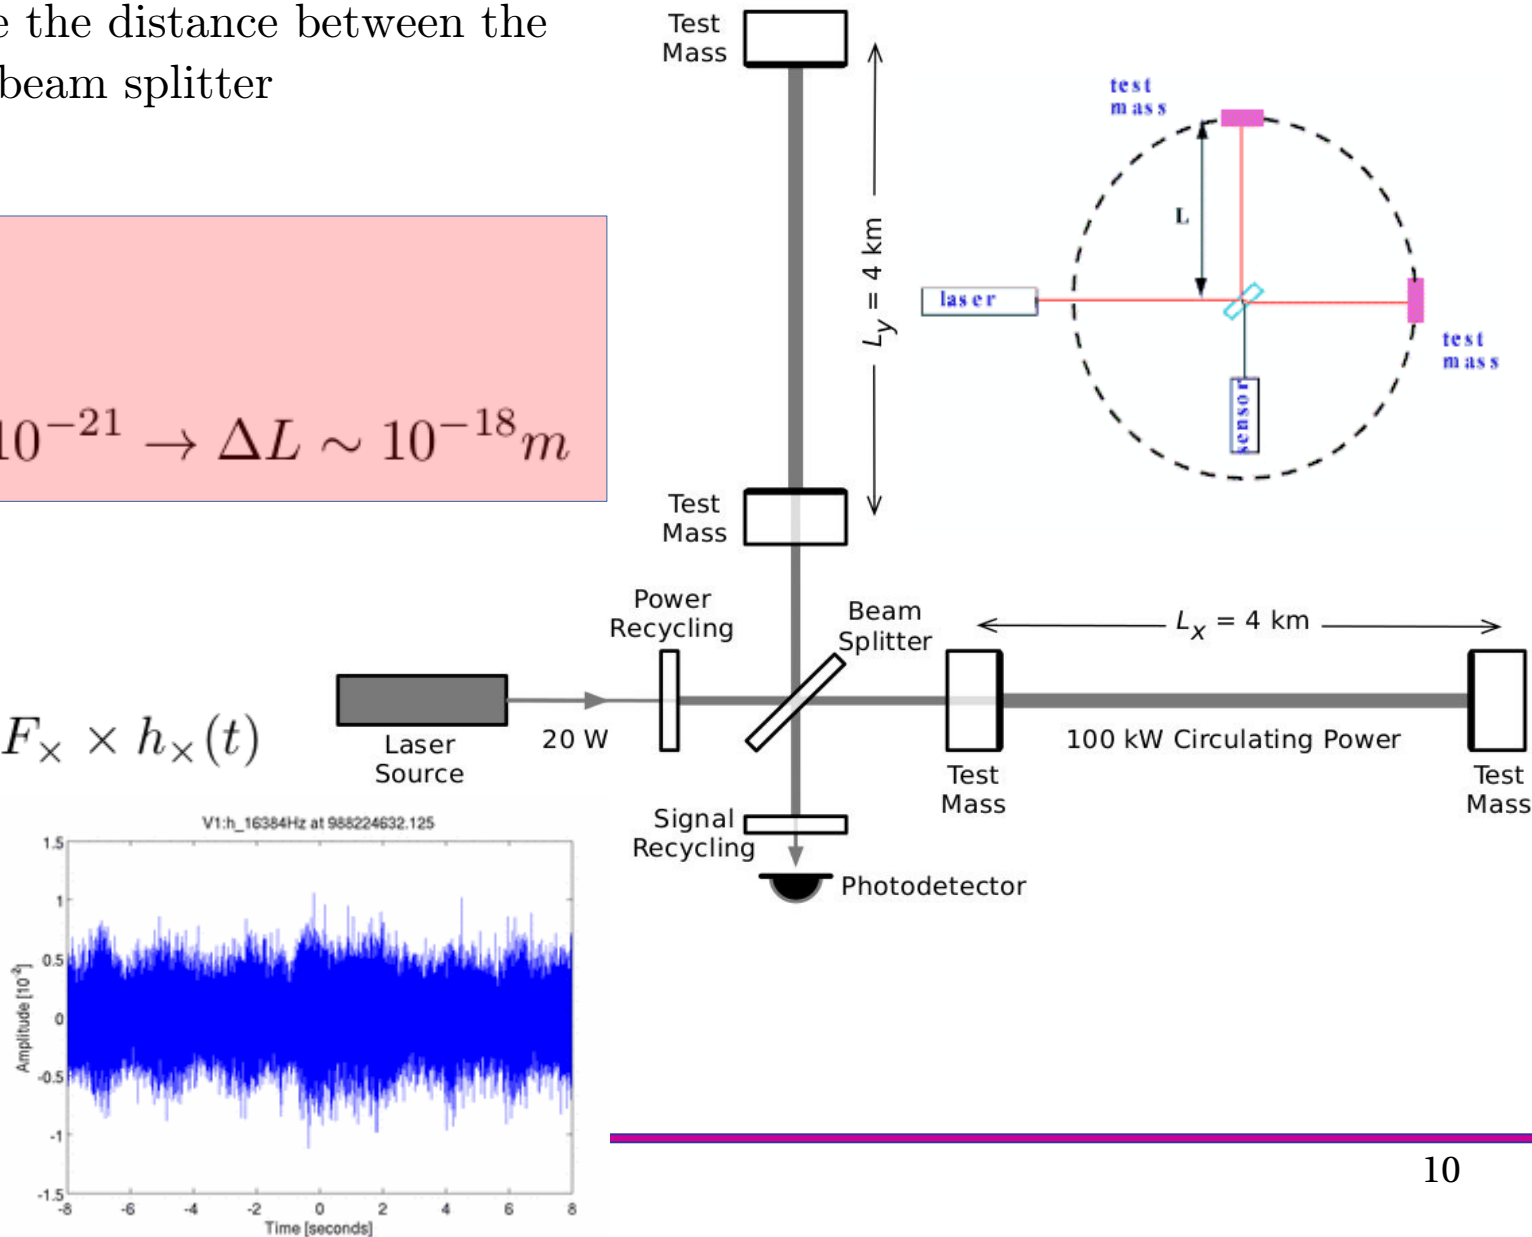 e the distance between the
beam splitter
10^{-21} → ΔL ∼ 10^{-18}m
F_× × h_×(t)
Test
Mass
L_y = 4 km
Test
Mass
test
mass
L
laser
sensor
test
mass
Power
Recycling
Beam
Splitter
L_x = 4 km
Laser
Source
20 W
100 kW Circulating Power
Test
Mass
Test
Mass
Signal
Recycling
Photodetector
V1:h_16384Hz at 988224632.125
1.5
1
0.5
0
-0.5
-1
-1.5
Amplitude [10^{-2}]
-8 -6 -4 -2 0 2 4 6 8
Time [seconds]
10